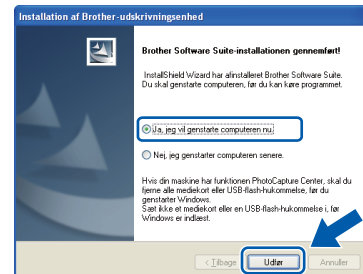 Installation af Brother-udskrivningsenhed
Brother Software Suite-installationen gennemført!
InstallShield Wizard har afinstalleret Brother Software Suite.
Du skal genstarte computeren, før du kan køre programmet.
Ja, jeg vil genstarte computeren nu.
Nej, jeg genstarter computeren senere.
Hvis din maskine har funktionen PhotoCapture Center, skal du
fjerne alle mediekort eller USB-flash-hukommelse, før du
genstarter Windows.
Sæt ikke et mediekort eller en USB-flash-hukommelse i, før
Windows er indlæst.
< Tilbage Udfør Annuller